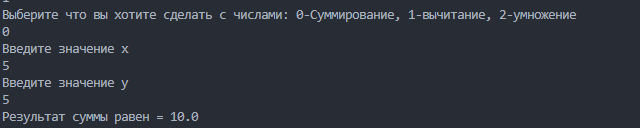 Выберите что вы хотите сделать с числами: 0-Суммирование, 1-вычитание, 2-умножение
0
Введите значение x
5
Введите значение y
5
Результат суммы равен = 10.0